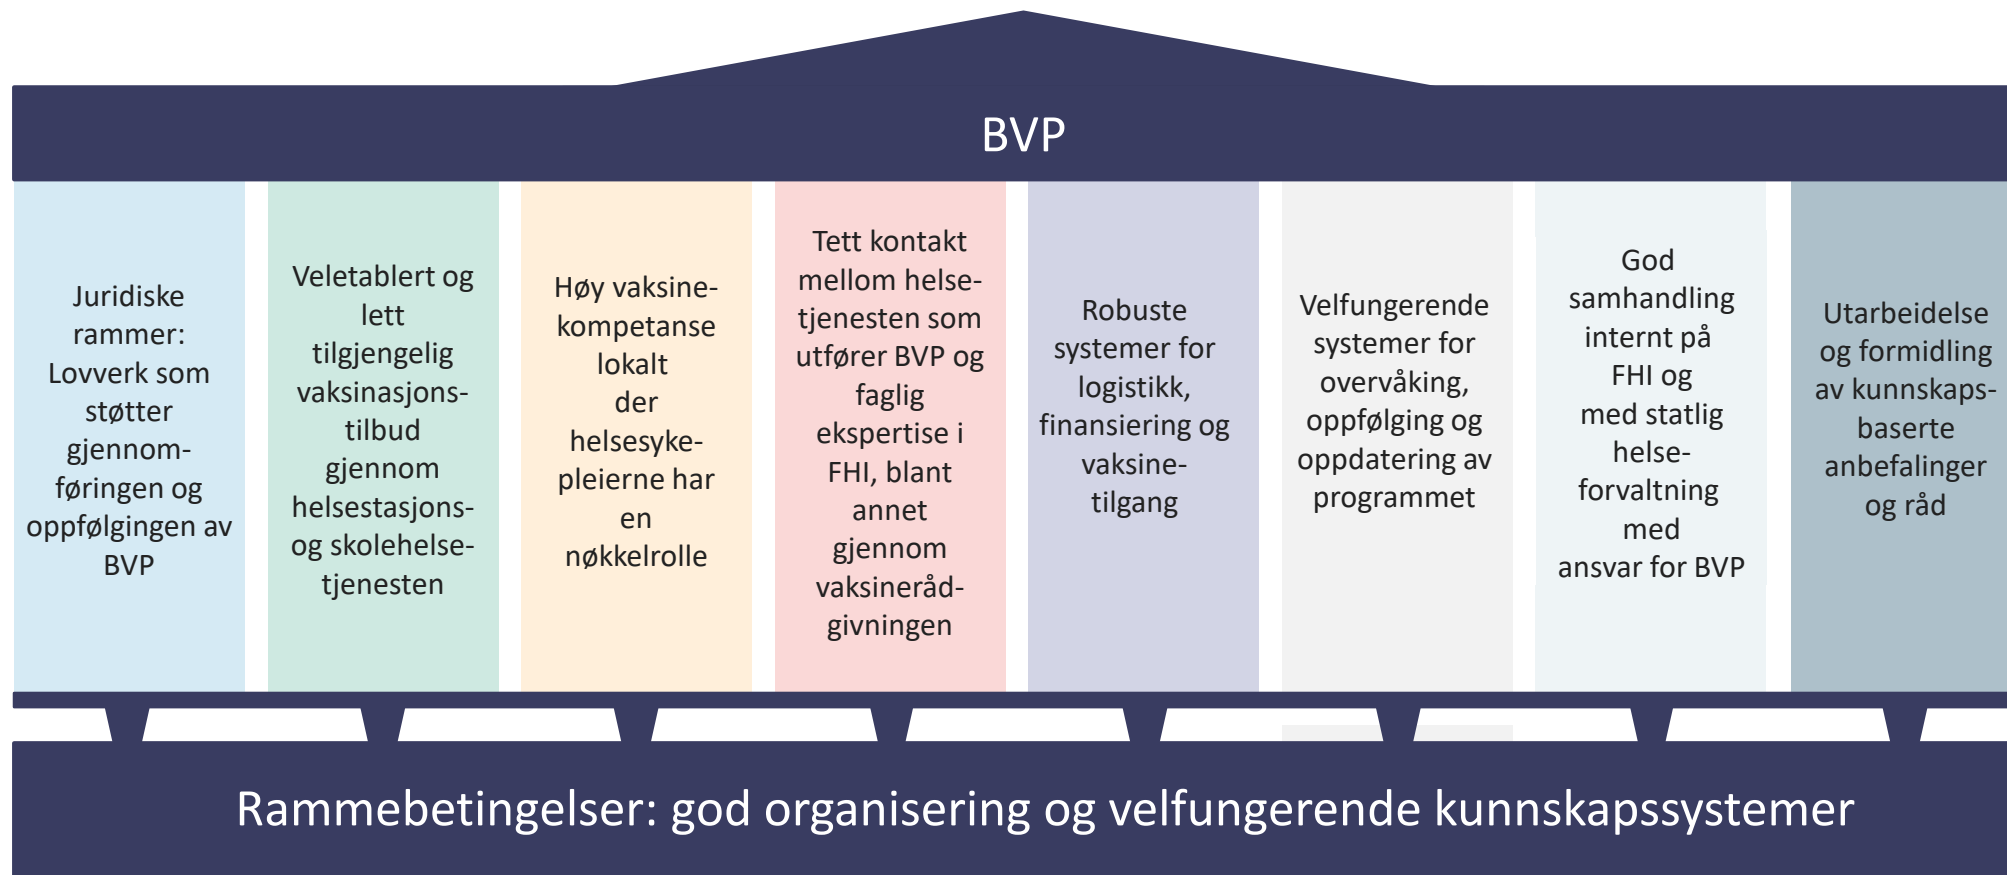 BVP
Juridiske
rammer:
Lovverk som
støtter
gjennom-
føringen og
oppfølgingen av
BVP
Veletablert og
lett
tilgjengelig
vaksinasjons-
tilbud
gjennom
helsestasjons-
og skolehelse-
tjenesten
Høy vaksine-
kompetanse
lokalt
der
helsesyke-
pleierne har
en
nøkkelrolle
Tett kontakt
mellom helse-
tjenesten som
utfører BVP og
faglig
ekspertise i
FHI, blant
annet
gjennom
vaksineråd-
givningen
Robuste
systemer for
logistikk,
finansiering og
vaksine-
tilgang
Velfungerende
systemer for
overvåking,
oppfølging og
oppdatering av
programmet
God
samhandling
internt på
FHI og
med statlig
helse-
forvaltning
med
ansvar for BVP
Utarbeidelse
og formidling
av kunnskaps-
baserte
anbefalinger
og råd
Rammebetingelser: god organisering og velfungerende kunnskapssystemer